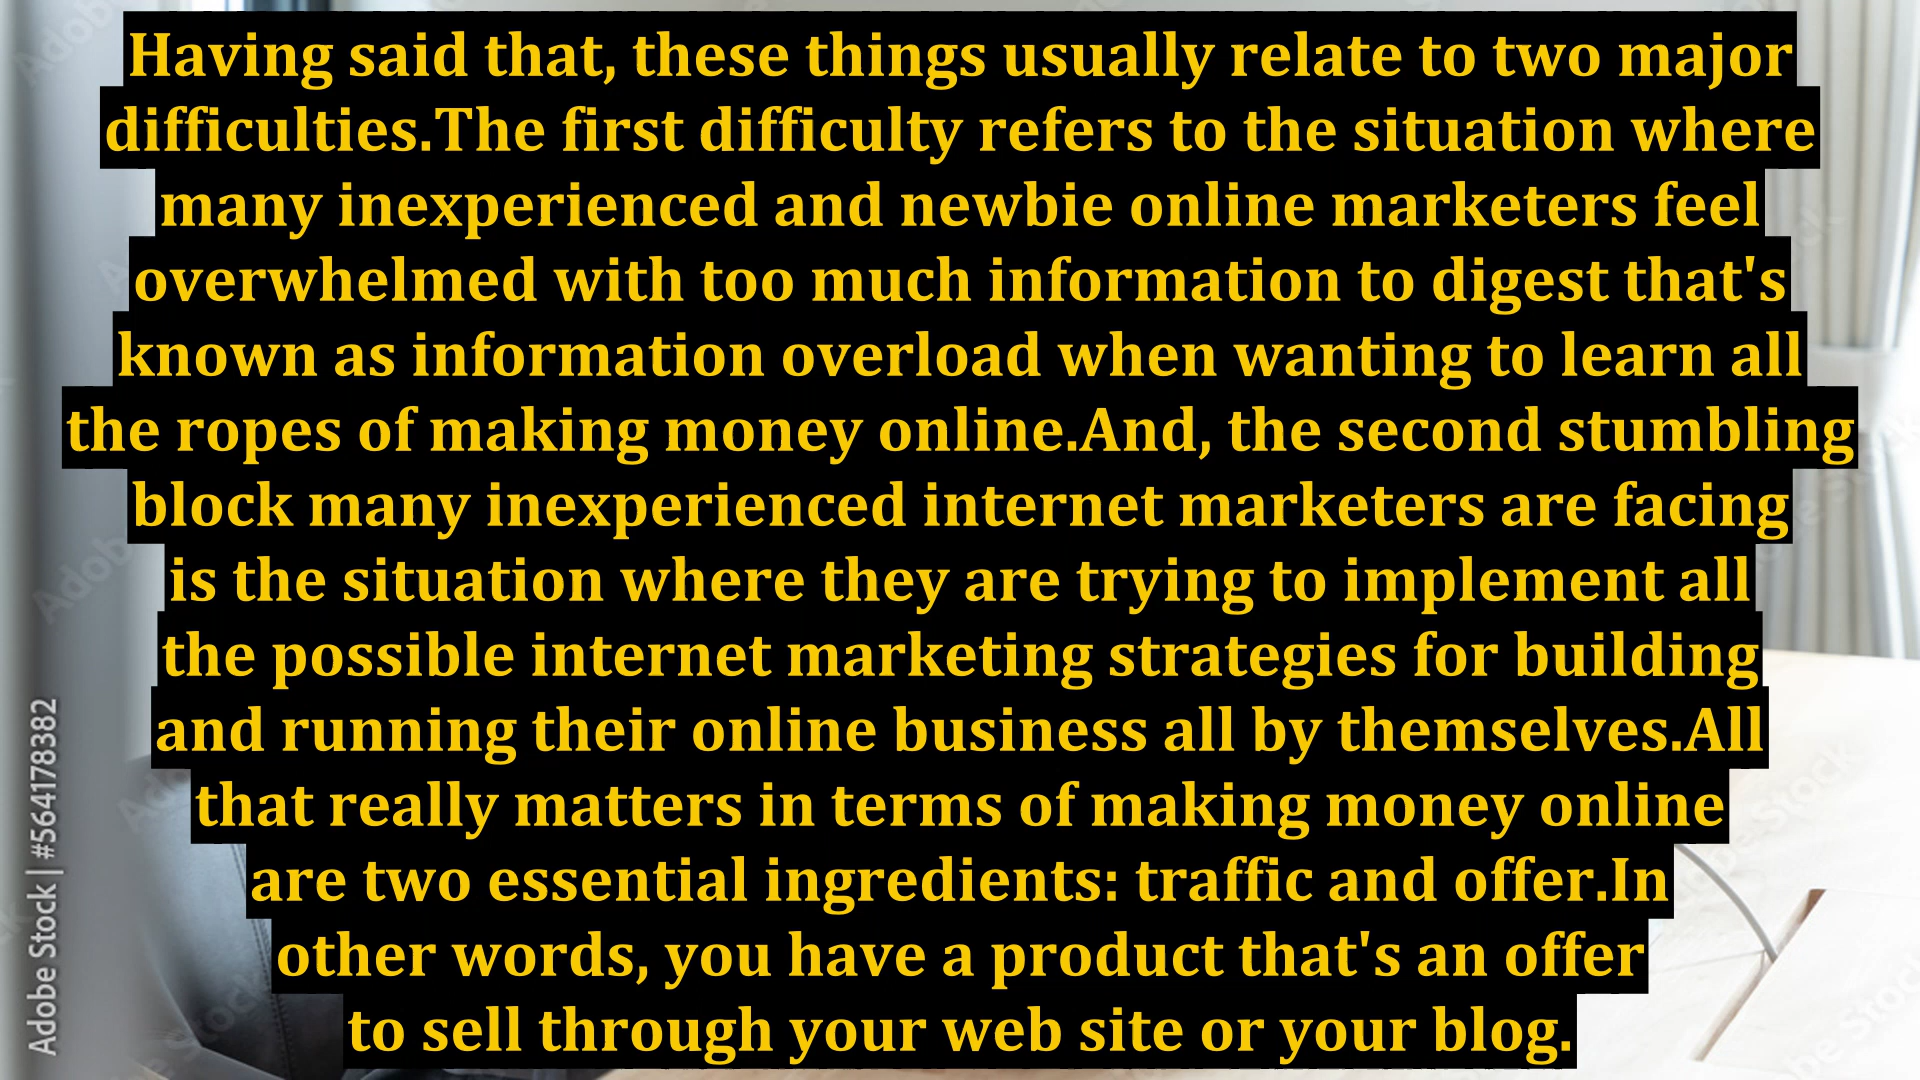 Having said that, these things usually relate to two major
difficulties.The first difficulty refers to the situation where
many inexperienced and newbie online marketers feel
overwhelmed with too much information to digest that's
known as information overload when wanting to learn all
the ropes of making money online.And, the second stumbling
block many inexperienced internet marketers are facing
is the situation where they are trying to implement all
the possible internet marketing strategies for building
and running their online business all by themselves.All
that really matters in terms of making money online
are two essential ingredients: traffic and offer.In
other words, you have a product that's an offer
to sell through your web site or your blog.
Adobe Stock | #564178382